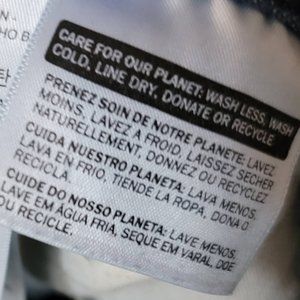 CARE FOR OUR PLANET: WASH LESS, WASH
COLD, LINE DRY, DONATE OR RECYCLE
PRENEZ SOIN DE NOTRE PLANETE: LAVEZ
MOINS, LAVEZ A FROID, LAISSEZ SECHER
NATURELLEMENT, DONNEZ OU RECYCLEZ
CUIDA NUESTRO PLANETA: LAVA MENOS,
LAVA EN FRIO, TIENDE LA ROPA, DONA O
RECICLA.
CUIDE DO NOSSO PLANETA: LAVE MENOS,
LAVE EM ÁGUA FRIA, SEQUE EM VARAL, DOE
OU RECICLE.